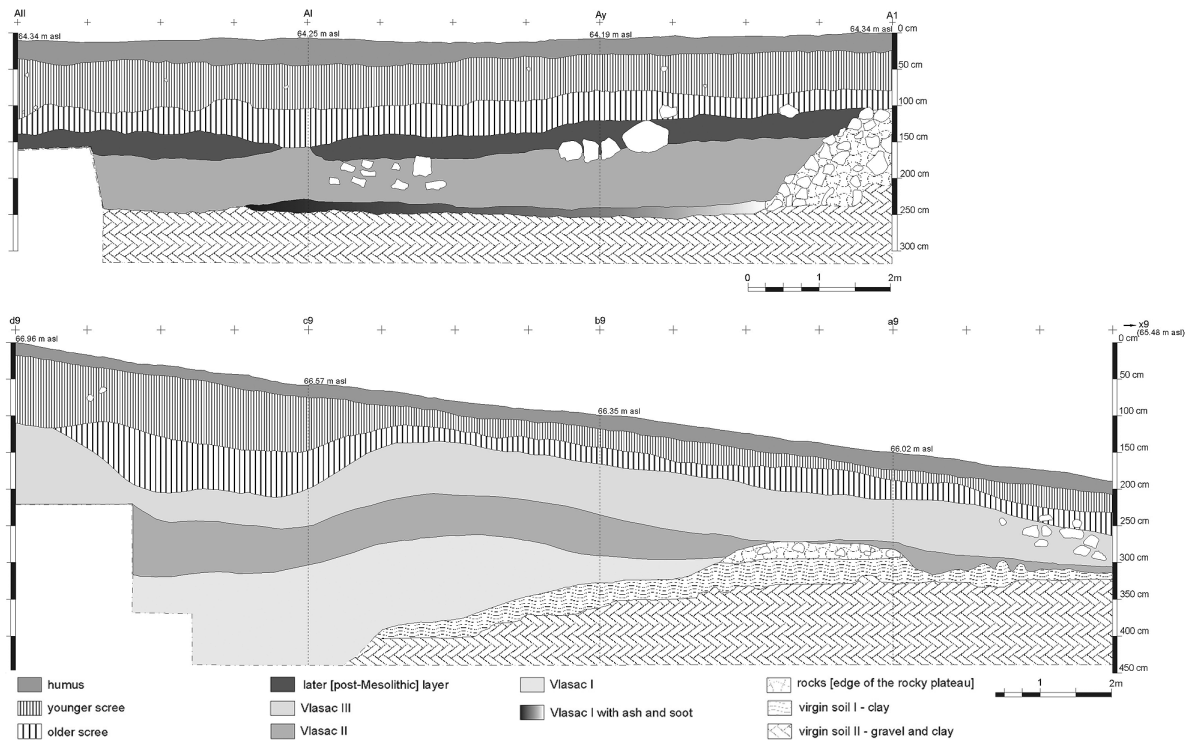 AII AI Ay A1
64.34 m asl 64.25 m asl 64.19 m asl 64.34 m asl 0 cm
50 cm
100 cm
150 cm
200 cm
250 cm
300 cm
0 1 2m
d9 c9 b9 a9 x9
66.96 m asl 0 cm (65.48 m asl)
50 cm
66.57 m asl
100 cm
66.35 m asl
150 cm
66.02 m asl
200 cm
250 cm
300 cm
350 cm
400 cm
450 cm
humus later [post-Mesolithic] layer Vlasac I rocks [edge of the rocky plateau]
1 2m
younger scree Vlasac III Vlasac I with ash and soot virgin soil I - clay
older scree Vlasac II virgin soil II - gravel and clay